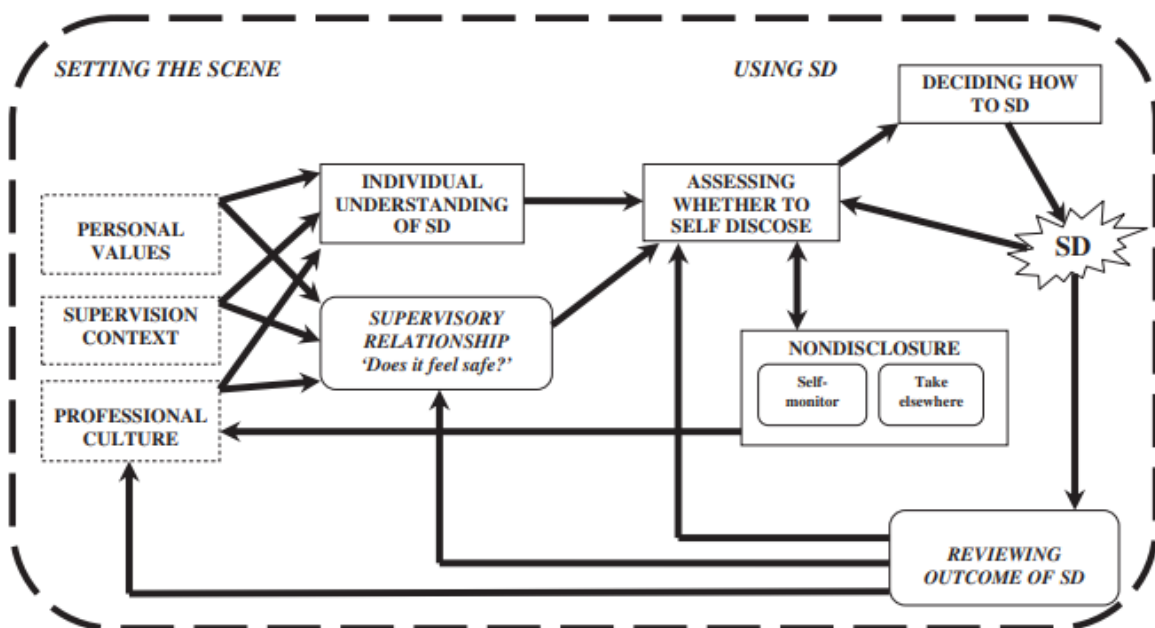 SETTING THE SCENE
USING SD
DECIDING HOW
TO SD
INDIVIDUAL
UNDERSTANDING
OF SD
ASSESSING
WHETHER TO
SELF DISCOSE
PERSONAL
VALUES
SD
SUPERVISION
CONTEXT
SUPERVISORY
RELATIONSHIP
‘Does it feel safe?’
NONDISCLOSURE
Self-
monitor
Take
elsewhere
PROFESSIONAL
CULTURE
REVIEWING
OUTCOME OF SD